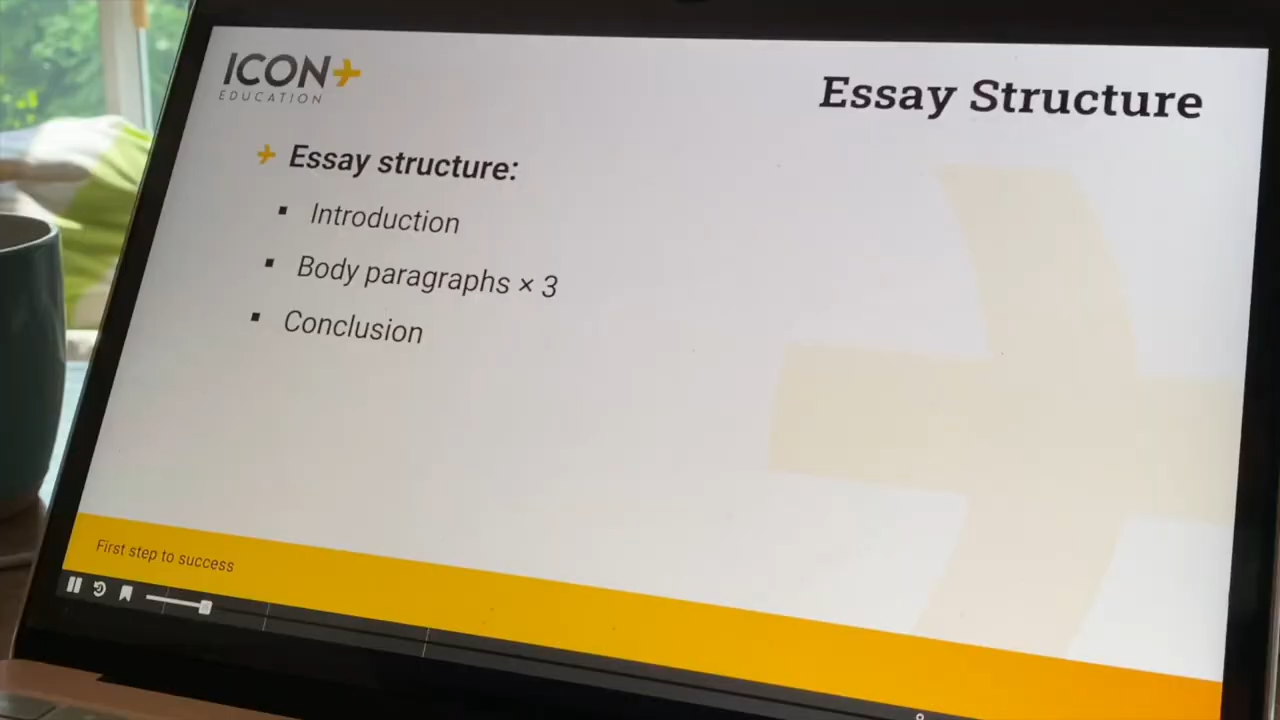 ICON+
EDUCATION
Essay Structure
Essay structure:
Introduction
Body paragraphs × 3
Conclusion
First step to success